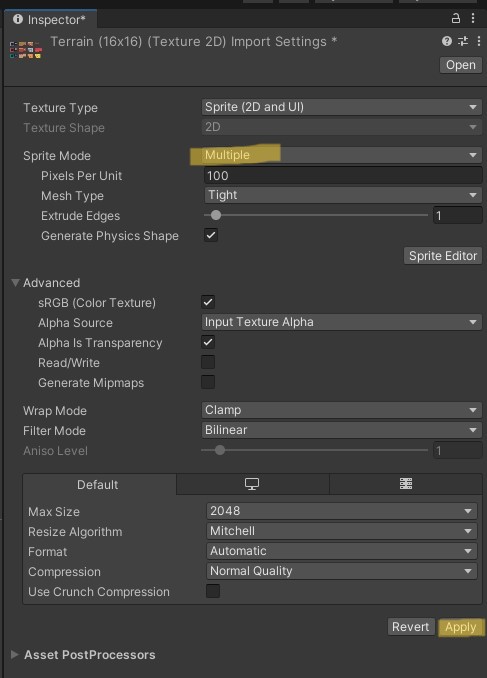 Inspector*
Terrain (16x16) (Texture 2D) Import Settings *
Open
Texture Type Sprite (2D and UI)
Texture Shape 2D
Sprite Mode Multiple
Pixels Per Unit 100
Mesh Type Tight
Extrude Edges 1
Generate Physics Shape
Sprite Editor
Advanced
sRGB (Color Texture)
Alpha Source Input Texture Alpha
Alpha Is Transparency
Read/Write
Generate Mipmaps
Wrap Mode Clamp
Filter Mode Bilinear
Aniso Level 1
Default
Max Size 2048
Resize Algorithm Mitchell
Format Automatic
Compression Normal Quality
Use Crunch Compression
Revert Apply
Asset PostProcessors